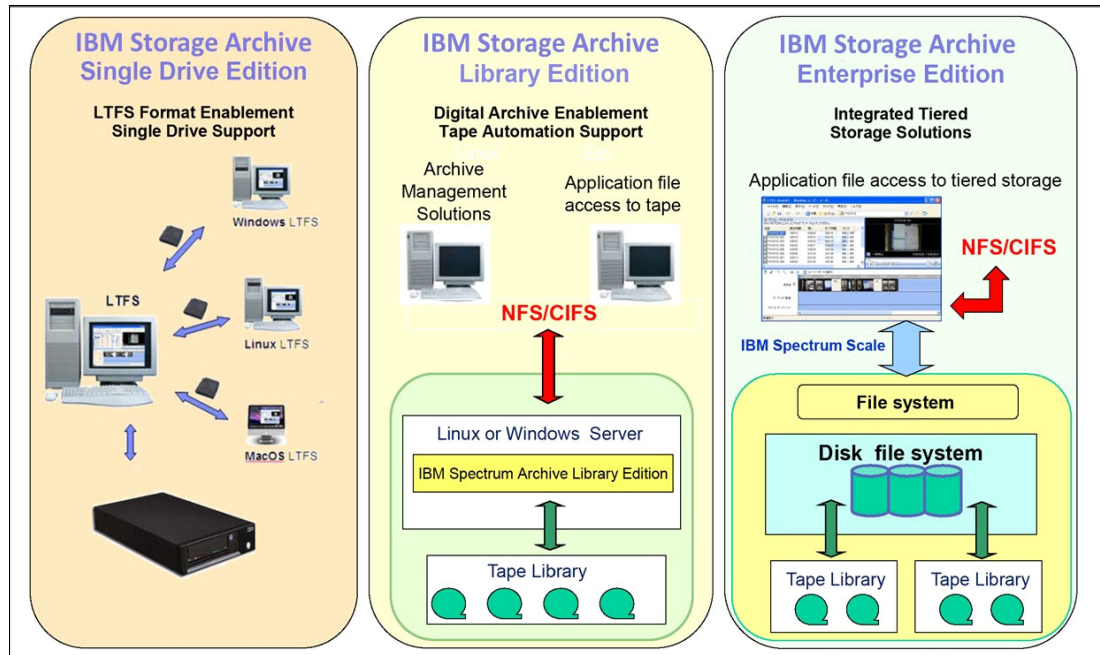 IBM Storage Archive
Single Drive Edition
LTFS Format Enablement
Single Drive Support
Windows LTFS
LTFS
Linux LTFS
MacOS LTFS
IBM Storage Archive
Library Edition
Digital Archive Enablement
Tape Automation Support
Archive
Management
Solutions
Application file
access to tape
NFS/CIFS
Linux or Windows Server
IBM Spectrum Archive Library Edition
Tape Library
IBM Storage Archive
Enterprise Edition
Integrated Tiered
Storage Solutions
Application file access to tiered storage
NFS/CIFS
IBM Spectrum Scale
File system
Disk file system
Tape Library
Tape Library